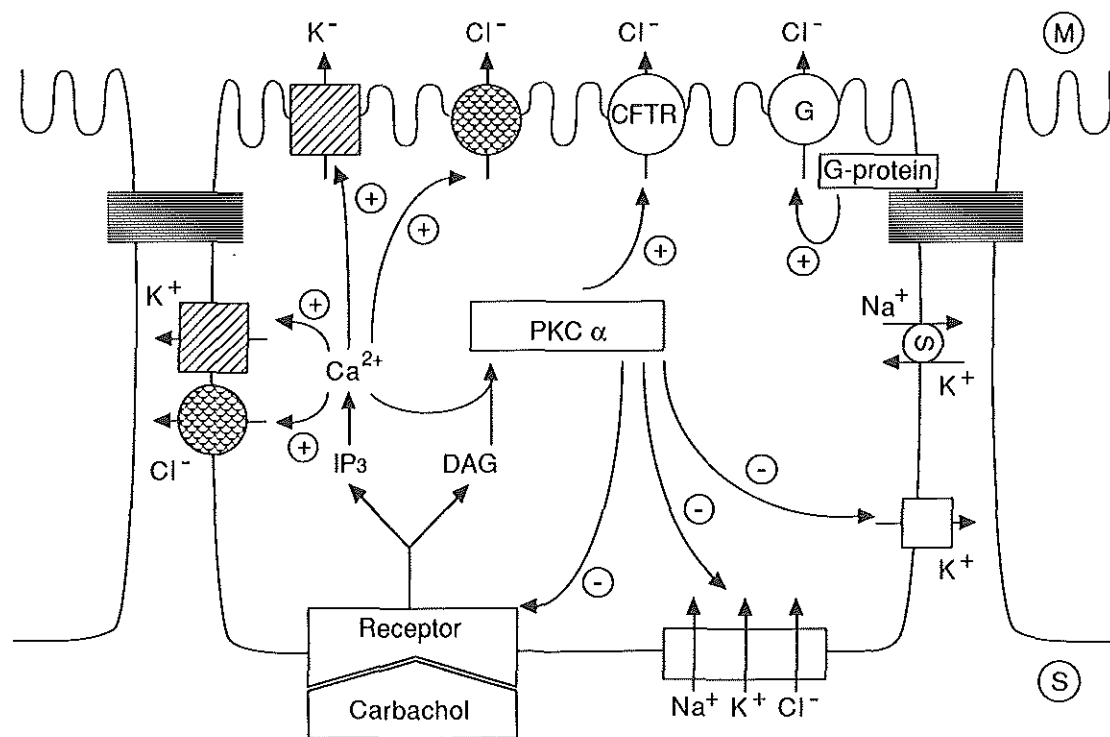 K⁻ Cl⁻ Cl⁻ Cl⁻ M
CFTR G
G-protein
+ + + +
K⁺ + Na⁺
PKC α S
Ca²⁺ K⁺
Cl⁻ + IP₃ DAG
- - -
K⁺
Receptor
Carbachol Na⁺ K⁺ Cl⁻ S